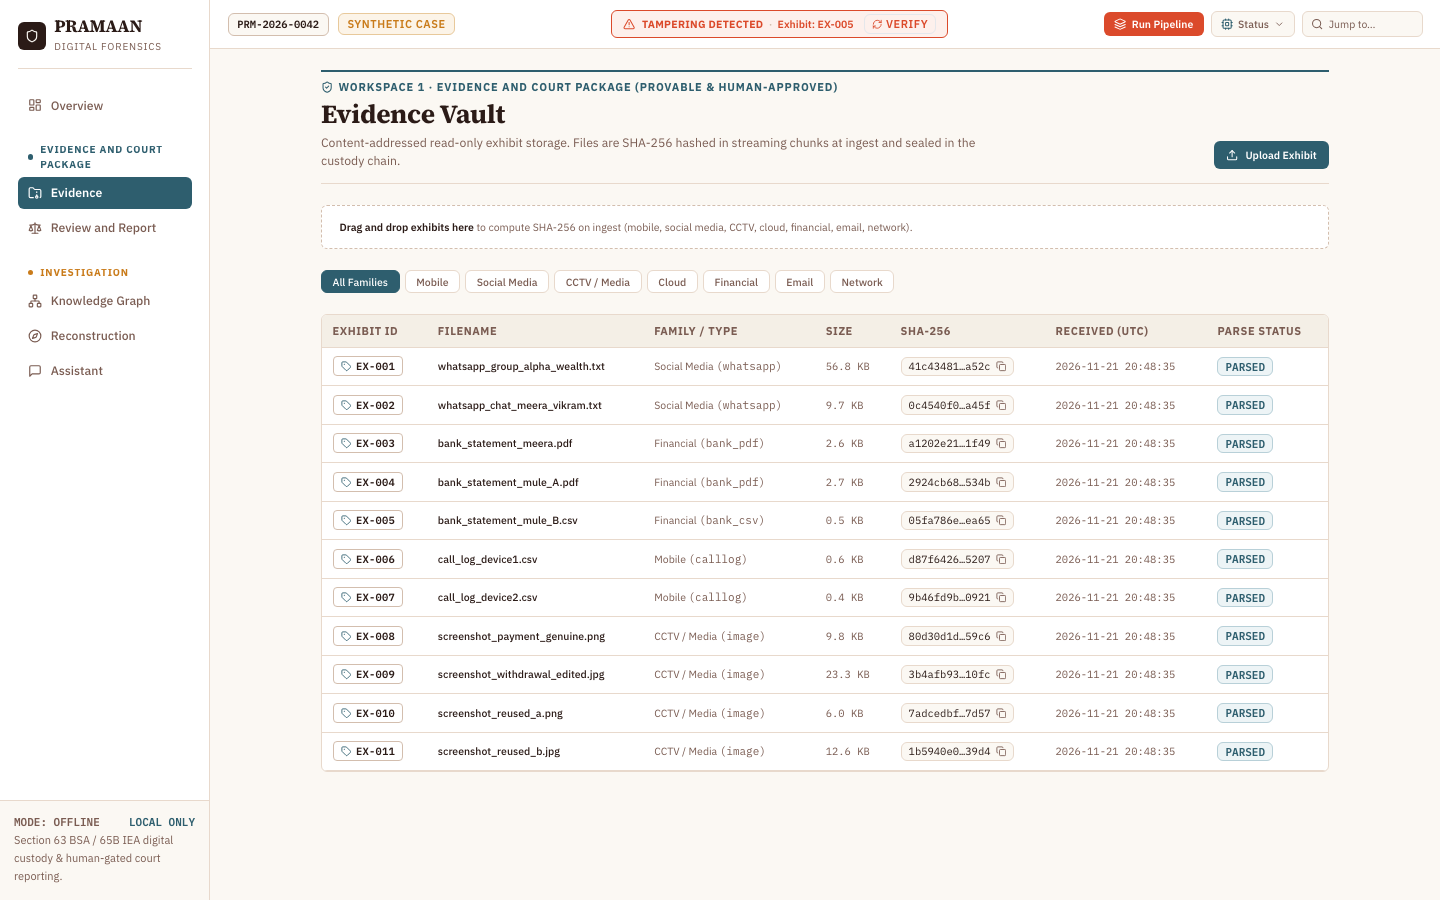 PRAMAAN
DIGITAL FORENSICS
PRM-2026-0042
SYNTHETIC CASE
TAMPERING DETECTED · Exhibit: EX-005
VERIFY
Run Pipeline
Status
Jump to...
Overview
EVIDENCE AND COURT
PACKAGE
Evidence
Review and Report
INVESTIGATION
Knowledge Graph
Reconstruction
Assistant
MODE: OFFLINE LOCAL ONLY
Section 63 BSA / 65B IEA digital
custody & human-gated court
reporting.
WORKSPACE 1 · EVIDENCE AND COURT PACKAGE (PROVABLE & HUMAN-APPROVED)
Evidence Vault
Content-addressed read-only exhibit storage. Files are SHA-256 hashed in streaming chunks at ingest and sealed in the
custody chain.
Upload Exhibit
Drag and drop exhibits here to compute SHA-256 on ingest (mobile, social media, CCTV, cloud, financial, email, network).
All Families Mobile Social Media CCTV / Media Cloud Financial Email Network
EXHIBIT ID FILENAME FAMILY / TYPE SIZE SHA-256 RECEIVED (UTC) PARSE STATUS
EX-001 whatsapp_group_alpha_wealth.txt Social Media (whatsapp) 56.8 KB 41c43481…a52c 2026-11-21 20:48:35 PARSED
EX-002 whatsapp_chat_meera_vikram.txt Social Media (whatsapp) 9.7 KB 0c4540f0…a45f 2026-11-21 20:48:35 PARSED
EX-003 bank_statement_meera.pdf Financial (bank_pdf) 2.6 KB a1202e21…1f49 2026-11-21 20:48:35 PARSED
EX-004 bank_statement_mule_A.pdf Financial (bank_pdf) 2.7 KB 2924cb68…534b 2026-11-21 20:48:35 PARSED
EX-005 bank_statement_mule_B.csv Financial (bank_csv) 0.5 KB 05fa786e…ea65 2026-11-21 20:48:35 PARSED
EX-006 call_log_device1.csv Mobile (calllog) 0.6 KB d87f6426…5207 2026-11-21 20:48:35 PARSED
EX-007 call_log_device2.csv Mobile (calllog) 0.4 KB 9b46fd9b…0921 2026-11-21 20:48:35 PARSED
EX-008 screenshot_payment_genuine.png CCTV / Media (image) 9.8 KB 80d30d1d…59c6 2026-11-21 20:48:35 PARSED
EX-009 screenshot_withdrawal_edited.jpg CCTV / Media (image) 23.3 KB 3b4afb93…10fc 2026-11-21 20:48:35 PARSED
EX-010 screenshot_reused_a.png CCTV / Media (image) 6.0 KB 7adcedbf…7d57 2026-11-21 20:48:35 PARSED
EX-011 screenshot_reused_b.jpg CCTV / Media (image) 12.6 KB 1b5940e0…39d4 2026-11-21 20:48:35 PARSED